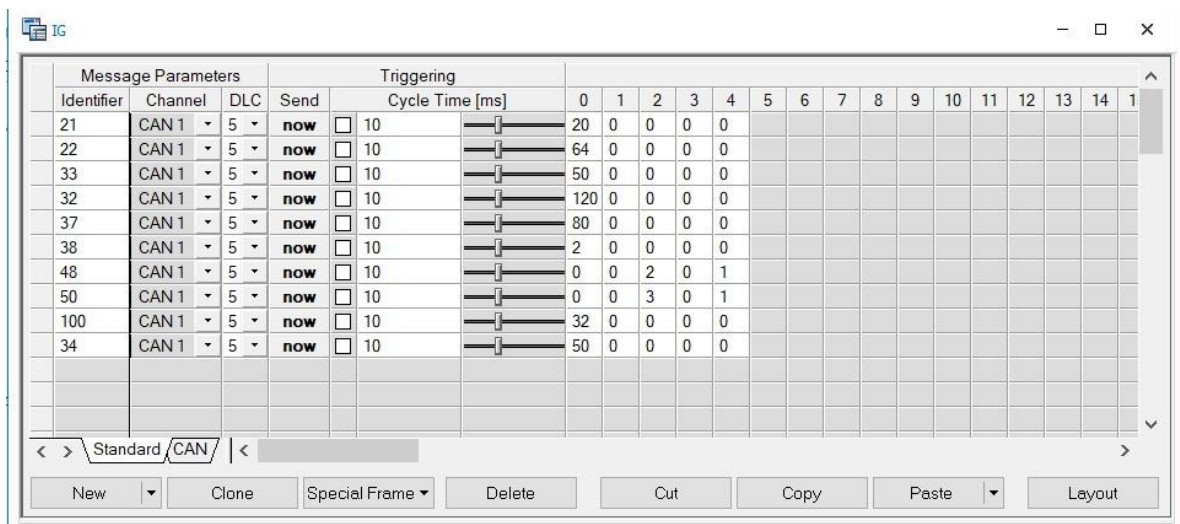 IG
Message Parameters Triggering
Identifier Channel DLC Send Cycle Time [ms] 0 1 2 3 4 5 6 7 8 9 10 11 12 13 14
21 CAN 1 5 now 10 20 0 0 0 0
22 CAN 1 5 now 10 64 0 0 0 0
33 CAN 1 5 now 10 50 0 0 0 0
32 CAN 1 5 now 10 120 0 0 0 0
37 CAN 1 5 now 10 80 0 0 0 0
38 CAN 1 5 now 10 2 0 0 0 0
48 CAN 1 5 now 10 0 0 2 0 1
50 CAN 1 5 now 10 0 0 3 0 1
100 CAN 1 5 now 10 32 0 0 0 0
34 CAN 1 5 now 10 50 0 0 0 0
Standard CAN
New Clone Special Frame Delete Cut Copy Paste Layout